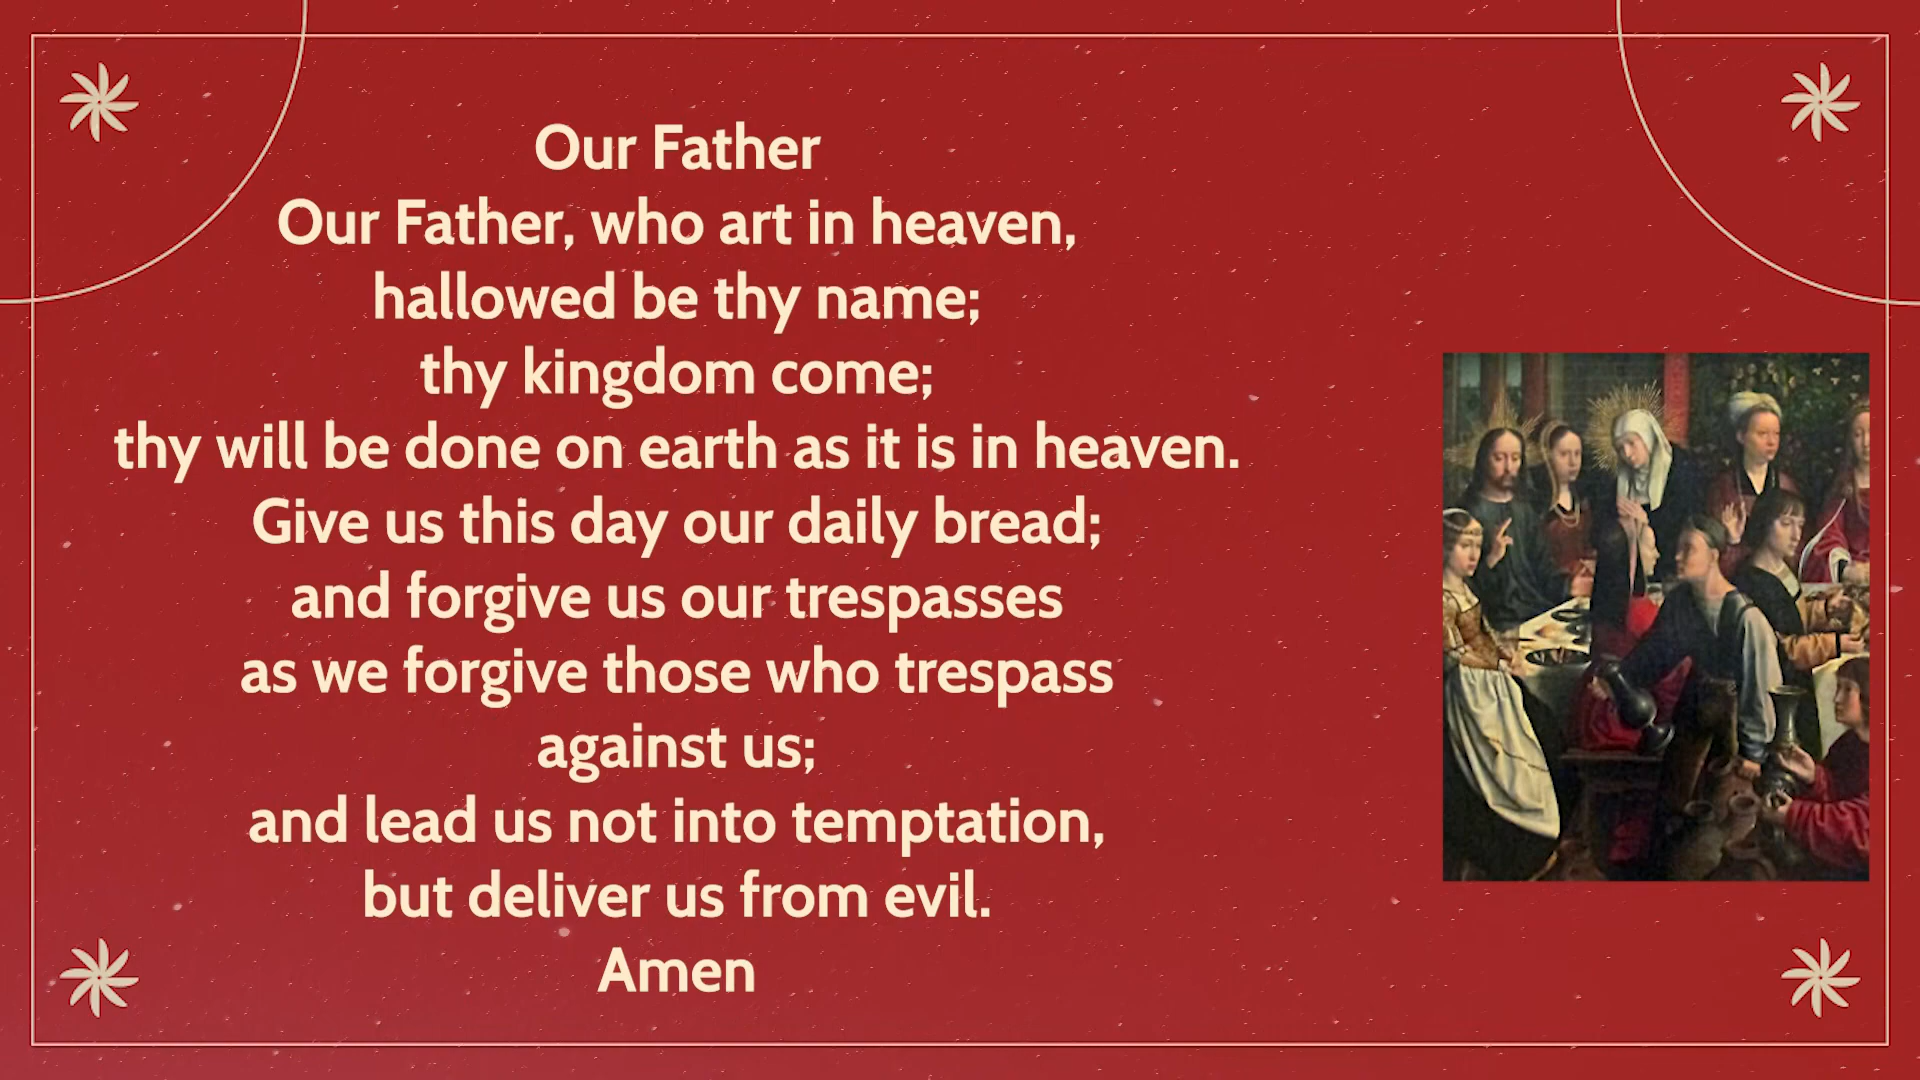 Our Father
Our Father, who art in heaven,
hallowed be thy name;
thy kingdom come;
thy will be done on earth as it is in heaven.
Give us this day our daily bread;
and forgive us our trespasses
as we forgive those who trespass
against us;
and lead us not into temptation,
but deliver us from evil.
Amen